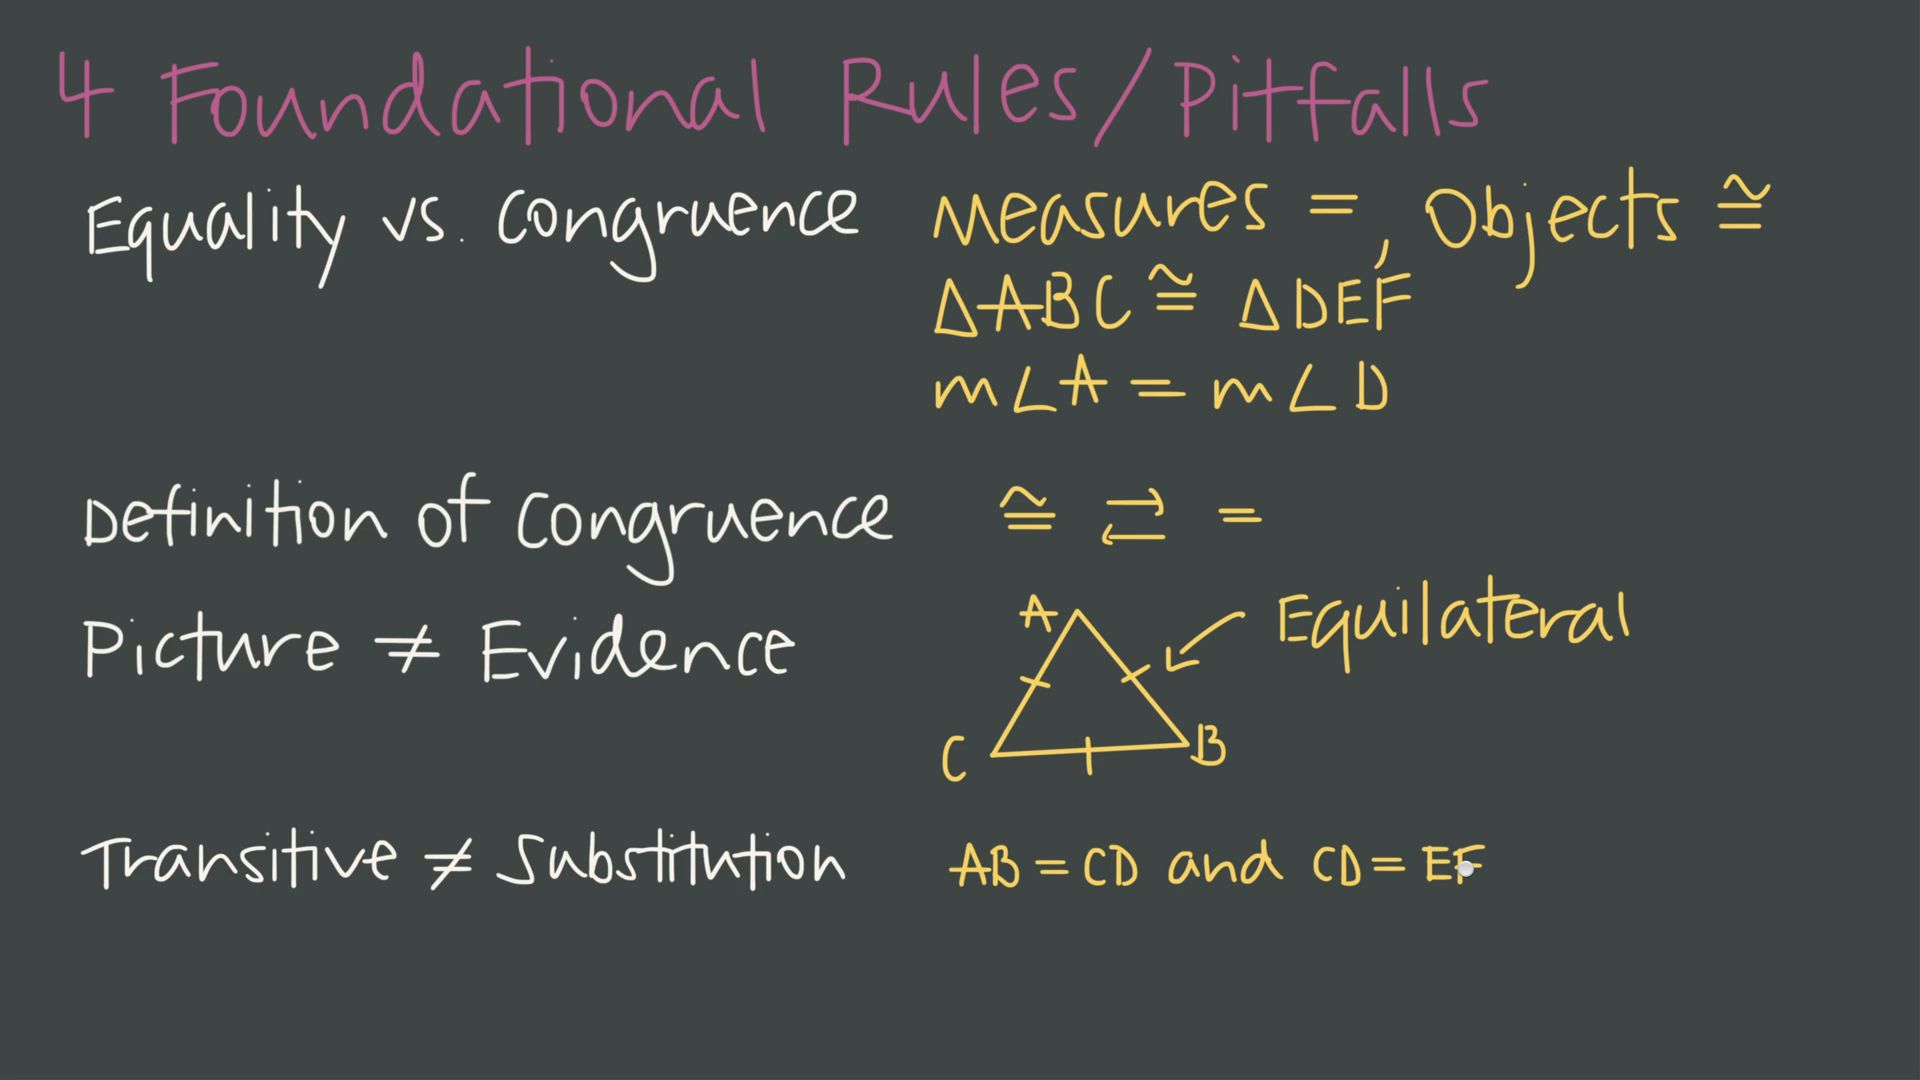 4 Foundational Rules/Pitfalls
Equality vs. Congruence Measures =, Objects ≅
△ABC ≅ △DEF
m∠A = m∠D
Definition of Congruence ≅ ⇄ =
Picture ≠ Evidence
A Equilateral
C B
Transitive ≠ Substitution AB = CD and CD = EF